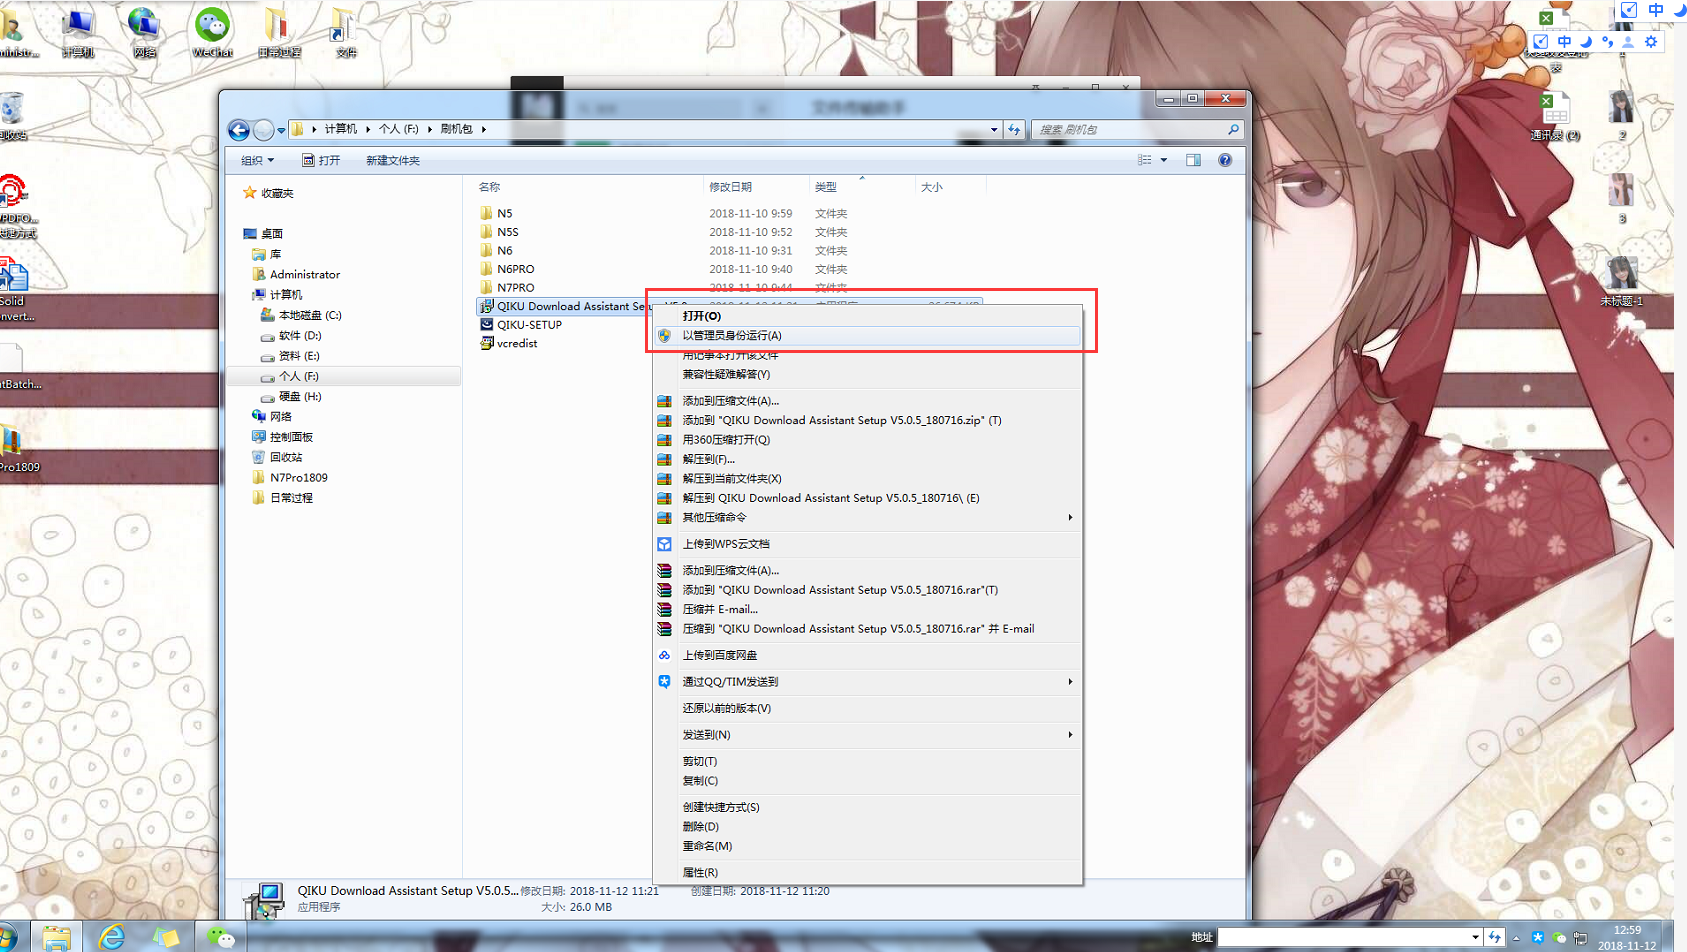 计算机
网络
WeChat
日常过程
文件
中
中
通讯录 (2)
2
3
未标题-1
Solid
onvert...
ntBatch...
Pro1809
计算机
个人 (F:)
刷机包
搜索 刷机包
组织
打开
新建文件夹
收藏夹
桌面
库
Administrator
计算机
本地磁盘 (C:)
软件 (D:)
资料 (E:)
个人 (F:)
硬盘 (H:)
网络
控制面板
回收站
N7Pro1809
日常过程
名称 修改日期 类型 大小
N5 2018-11-10 9:59 文件夹
N5S 2018-11-10 9:52 文件夹
N6 2018-11-10 9:31 文件夹
N6PRO 2018-11-10 9:40 文件夹
N7PRO 2018-11-10 9:44 文件夹
QIKU Download Assistant Setu
QIKU-SETUP
vcredist
打开(O)
以管理员身份运行(A)
用记事本打开该文件
兼容性疑难解答(Y)
添加到压缩文件(A)...
添加到 "QIKU Download Assistant Setup V5.0.5_180716.zip" (T)
用360压缩打开(Q)
解压到(F)...
解压到当前文件夹(X)
解压到 QIKU Download Assistant Setup V5.0.5_180716\ (E)
其他压缩命令
上传到WPS云文档
添加到压缩文件(A)...
添加到 "QIKU Download Assistant Setup V5.0.5_180716.rar"(T)
压缩并 E-mail...
压缩到 "QIKU Download Assistant Setup V5.0.5_180716.rar" 并 E-mail
上传到百度网盘
通过QQ/TIM发送到
还原以前的版本(V)
发送到(N)
剪切(T)
复制(C)
创建快捷方式(S)
删除(D)
重命名(M)
属性(R)
QIKU Download Assistant Setup V5.0.5... 修改日期: 2018-11-12 11:21 创建日期: 2018-11-12 11:20
应用程序 大小: 26.0 MB
地址
12:59
2018-11-12